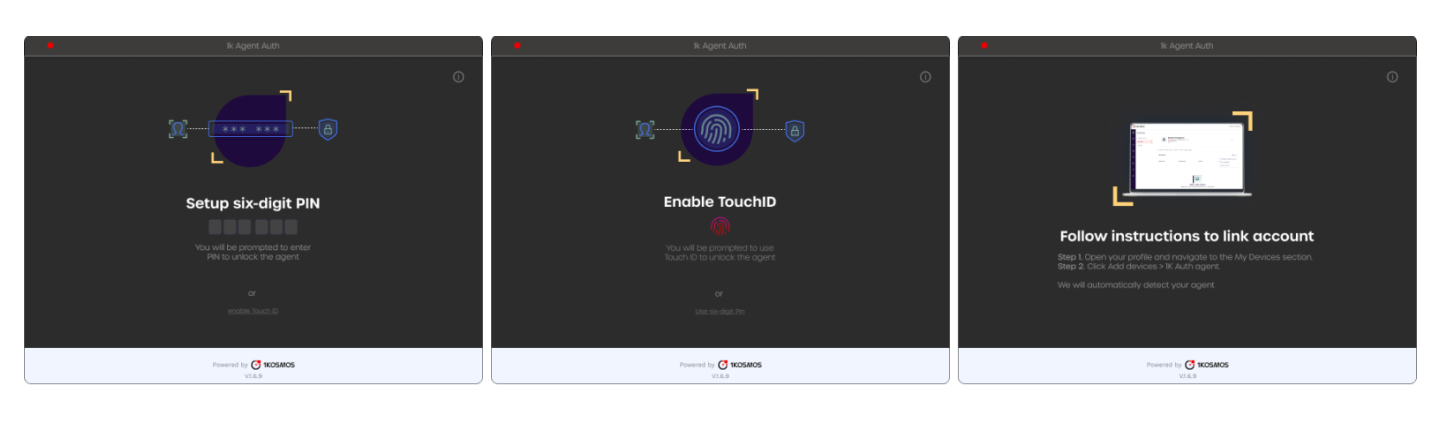 1k Agent Auth
*** ***
Setup six-digit PIN
You will be prompted to enter
PIN to unlock the agent
or
enable Touch ID
Powered by 1KOSMOS
V.1.6.9
1k Agent Auth
Enable TouchID
You will be prompted to use
Touch ID to unlock the agent
or
Use six-digit Pin
Powered by 1KOSMOS
V.1.6.9
1k Agent Auth
Follow instructions to link account
Step 1. Open your profile and navigate to the My Devices section.
Step 2. Click Add devices > 1K Auth agent.
We will automatically detect your agent
Powered by 1KOSMOS
V.1.6.9